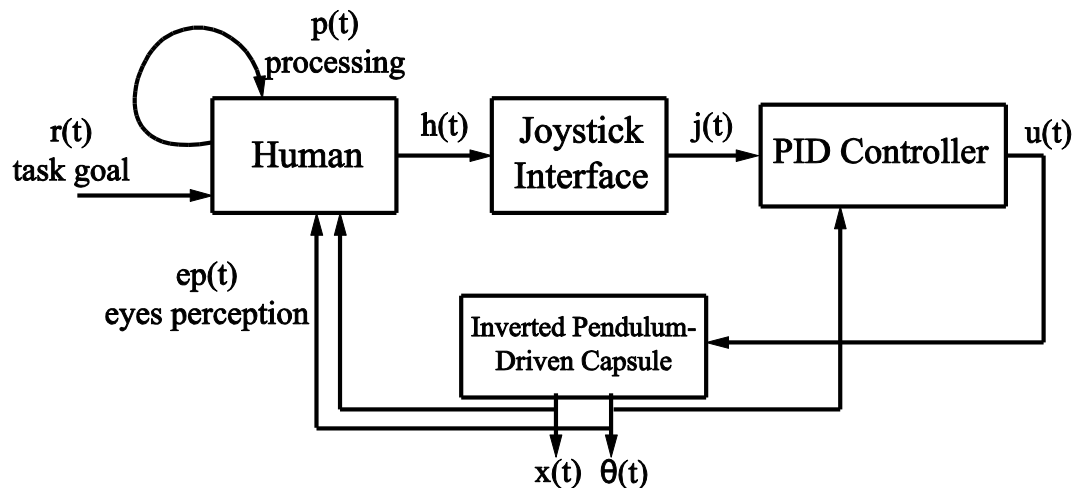 p(t)
processing
r(t)
task goal
Human
h(t)
Joystick
Interface
j(t)
PID Controller
u(t)
ep(t)
eyes perception
Inverted Pendulum-
Driven Capsule
x(t)
θ(t)